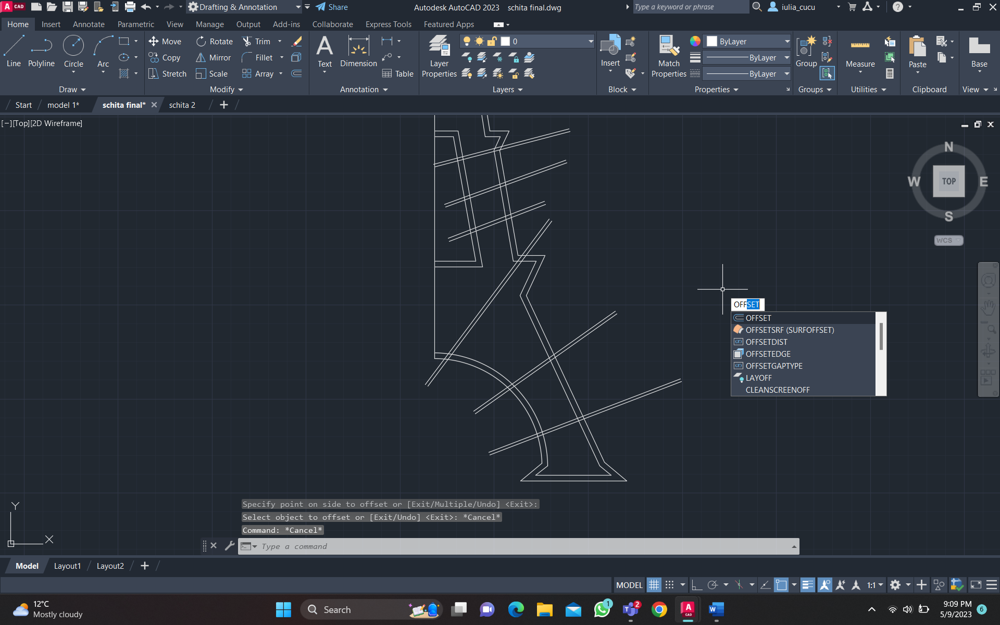 A CAD Drafting & Annotation Share Autodesk AutoCAD 2023 schita final.dwg Type a keyword or phrase iulia_cucu ?
Home Insert Annotate Parametric View Manage Output Add-ins Collaborate Express Tools Featured Apps
Line Polyline Circle Arc
Move Rotate Trim
Copy Mirror Fillet
Stretch Scale Array
A Text Dimension Table
Layer Properties
0
Insert
Match Properties
ByLayer
ByLayer
ByLayer
Group
Measure
Paste
Base
Draw Modify Annotation Layers Block Properties Groups Utilities Clipboard View
Start model 1* schita final* schita 2
[−][Top][2D Wireframe]
N
W TOP E
S
WCS
OFFSET
OFFSET
OFFSETSRF (SURFOFFSET)
OFFSETDIST
OFFSETEDGE
OFFSETGAPTYPE
LAYOFF
CLEANSCREENOFF
Specify point on side to offset or [Exit/Multiple/Undo] <Exit>:
Select object to offset or [Exit/Undo] <Exit>: *Cancel*
Command: *Cancel*
Y
X
Type a command
Model Layout1 Layout2
MODEL 1:1
12°C
Mostly cloudy
Search
1
2
A CAD
W
9:09 PM
5/9/2023
6